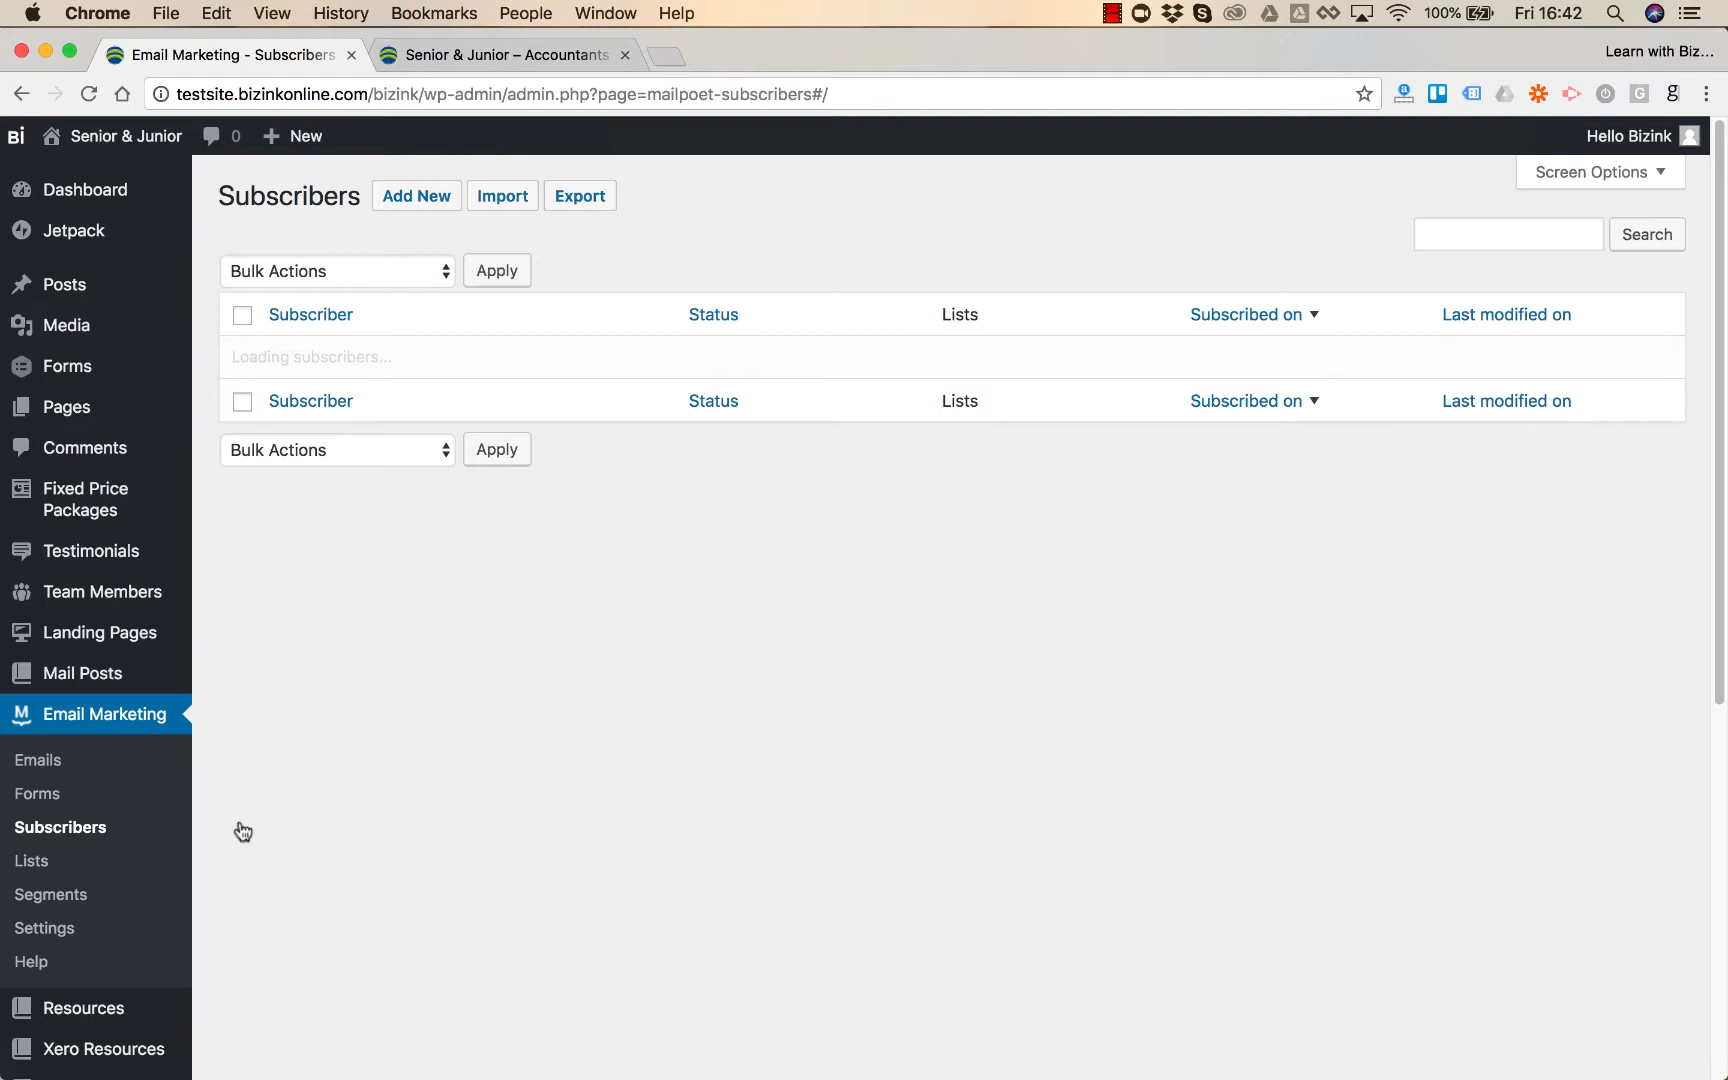 Chrome File Edit View History Bookmarks People Window Help 100% Fri 16:42
Email Marketing - Subscribers Senior & Junior – Accountants Learn with Biz...
testsite.bizinkonline.com/bizink/wp-admin/admin.php?page=mailpoet-subscribers#/
Bi Senior & Junior 0 + New Hello Bizink
Screen Options
Dashboard
Jetpack
Posts
Media
Forms
Pages
Comments
Fixed Price
Packages
Testimonials
Team Members
Landing Pages
Mail Posts
Email Marketing
Emails
Forms
Subscribers
Lists
Segments
Settings
Help
Resources
Xero Resources
Subscribers Add New Import Export
Search
Bulk Actions Apply
Subscriber Status Lists Subscribed on Last modified on
Loading subscribers...
Subscriber Status Lists Subscribed on Last modified on
Bulk Actions Apply